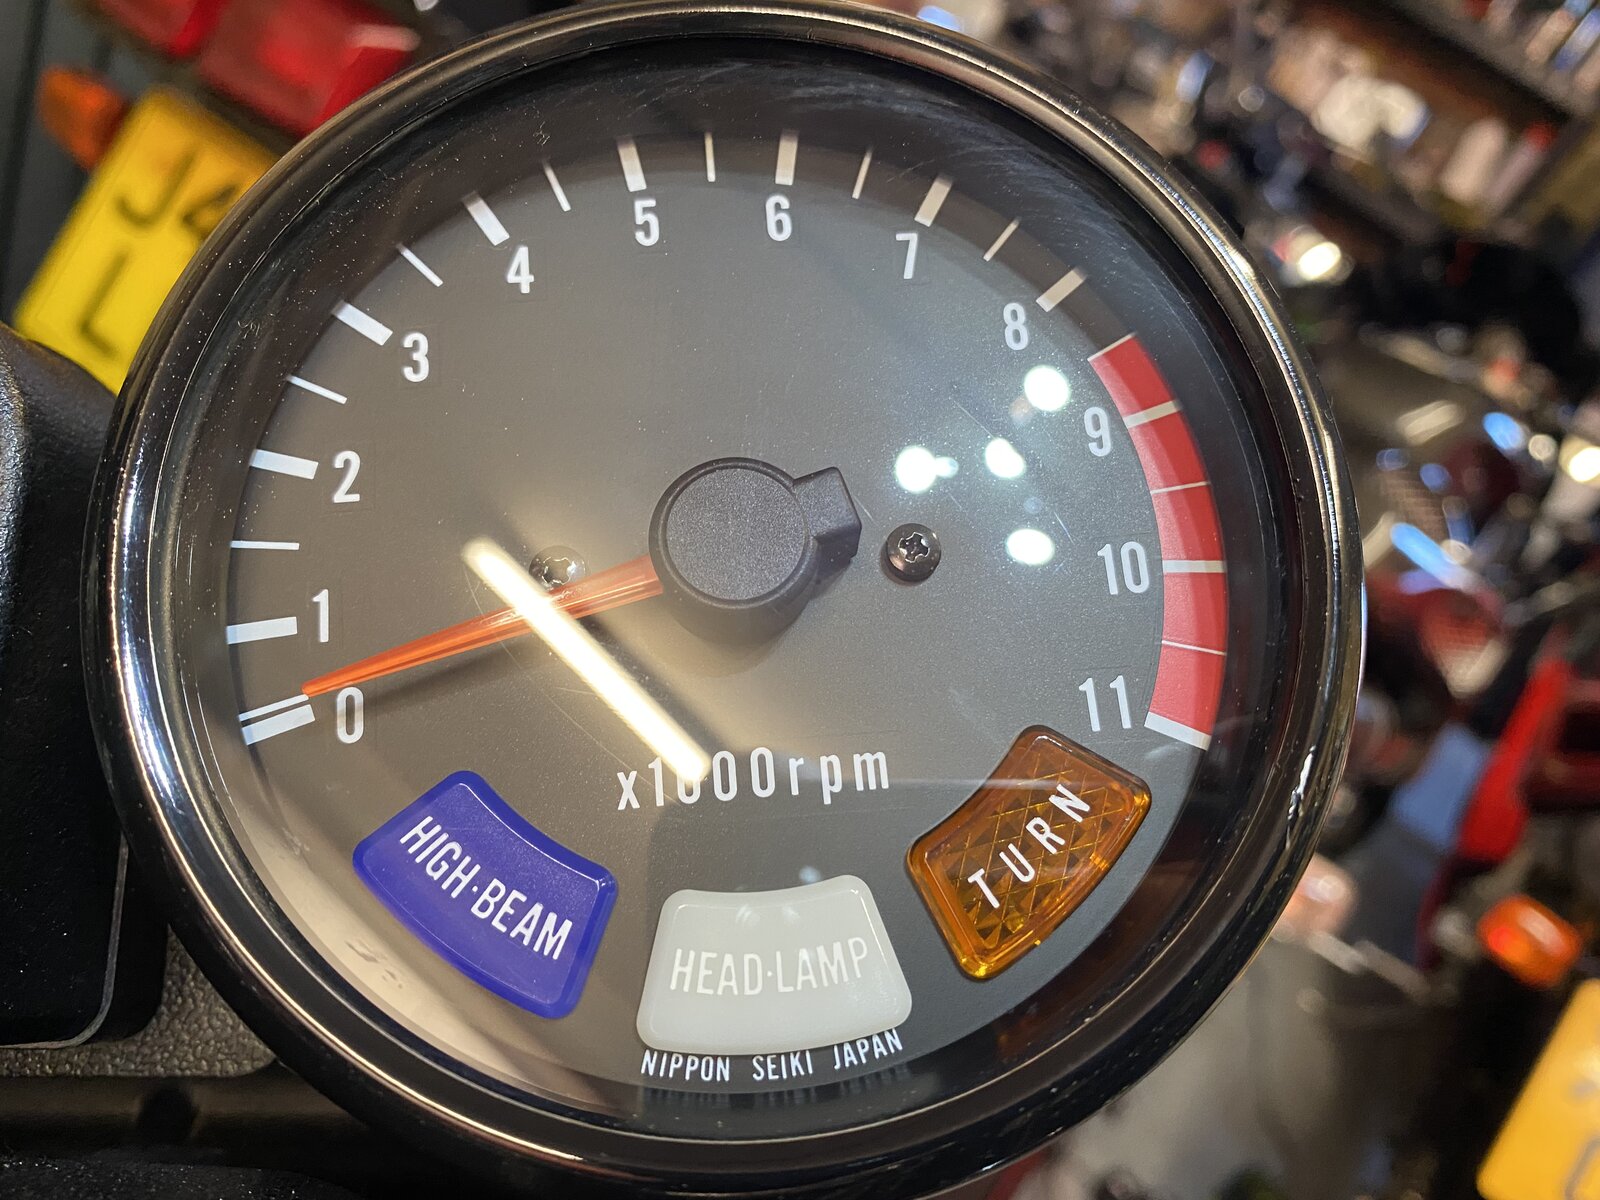 0
1
2
3
4
5
6
7
8
9
10
11
x1000rpm
HIGH·BEAM
HEAD·LAMP
TURN
NIPPON SEIKI JAPAN
J4
L